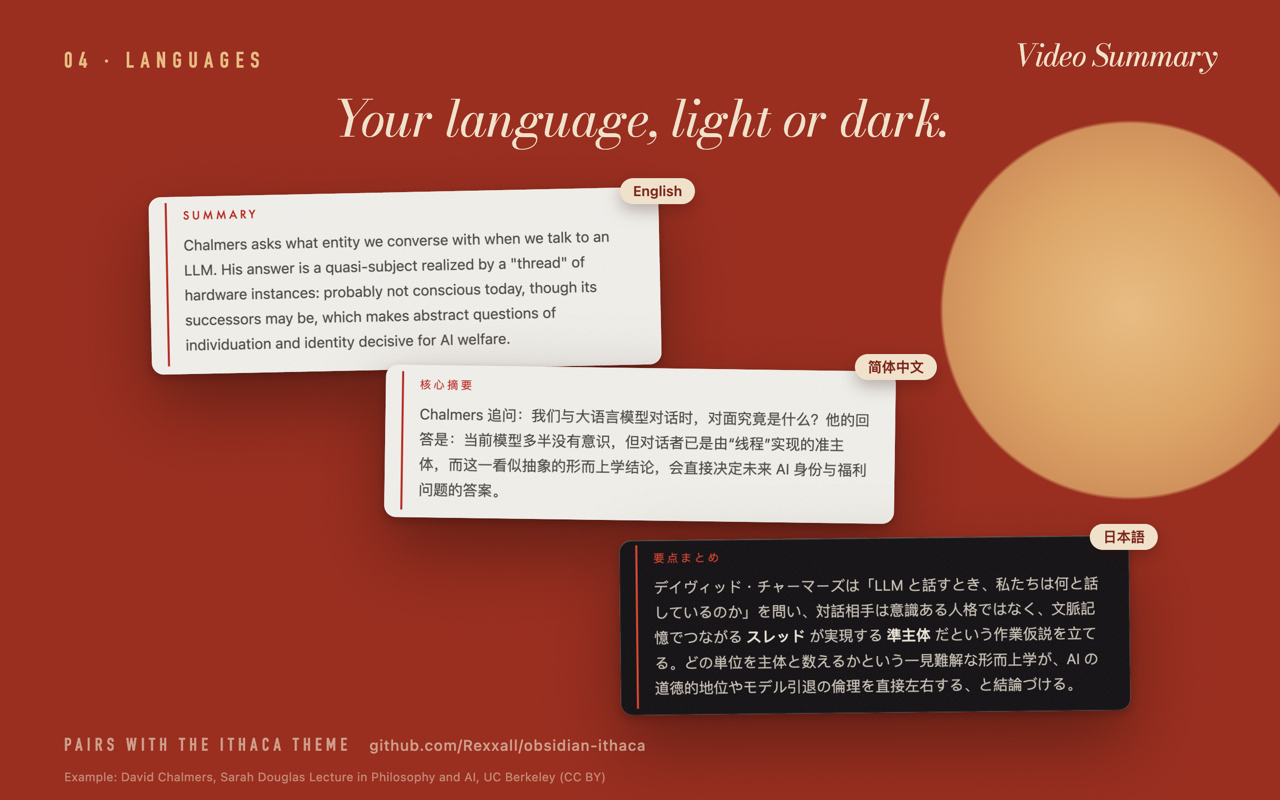 04 · LANGUAGES
Video Summary
Your language, light or dark.
English
SUMMARY
Chalmers asks what entity we converse with when we talk to an
LLM. His answer is a quasi-subject realized by a "thread" of
hardware instances: probably not conscious today, though its
successors may be, which makes abstract questions of
individuation and identity decisive for AI welfare.
简体中文
核心摘要
Chalmers 追问：我们与大语言模型对话时，对面究竟是什么？他的回
答是：当前模型多半没有意识，但对话者已是由“线程”实现的准主
体，而这一看似抽象的形而上学结论，会直接决定未来 AI 身份与福利
问题的答案。
日本語
要点まとめ
デイヴィッド・チャーマーズは「LLM と話すとき、私たちは何と話
しているのか」を問い、対話相手は意識ある人格ではなく、文脈記
憶でつながる スレッド が実現する 準主体 だという作業仮説を立て
る。どの単位を主体と数えるかという一見難解な形而上学が、AI の
道徳的地位やモデル引退の倫理を直接左右する、と結論づける。
PAIRS WITH THE ITHACA THEME github.com/Rexxall/obsidian-ithaca
Example: David Chalmers, Sarah Douglas Lecture in Philosophy and AI, UC Berkeley (CC BY)